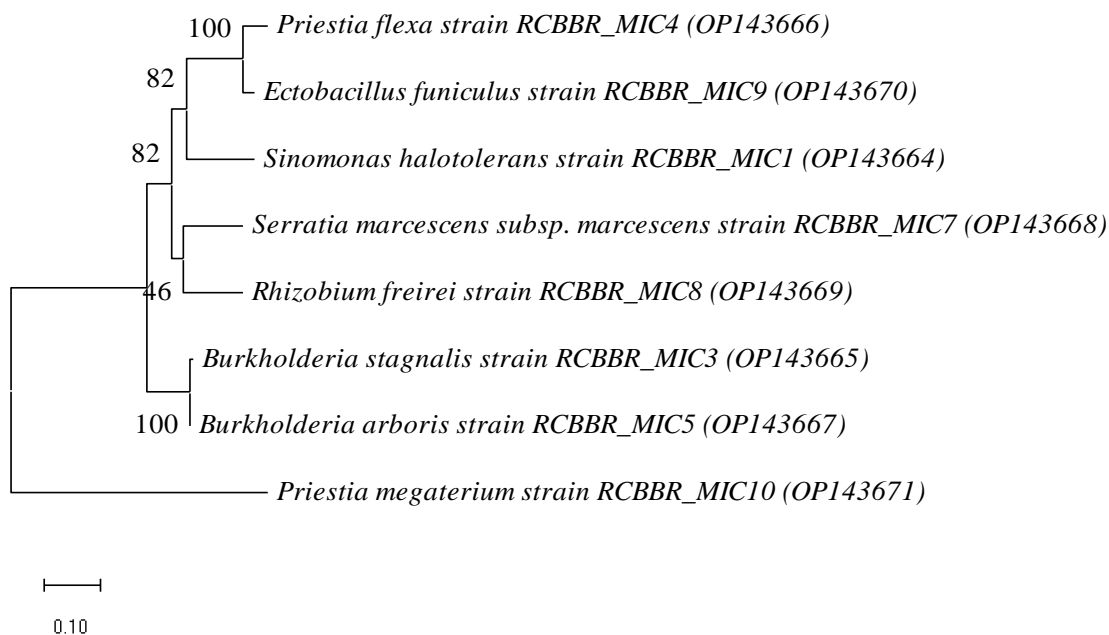 100
Priestia flexa strain RCBBR_MIC4 (OP143666)
82
Ectobacillus funiculus strain RCBBR_MIC9 (OP143670)
82
Sinomonas halotolerans strain RCBBR_MIC1 (OP143664)
Serratia marcescens subsp. marcescens strain RCBBR_MIC7 (OP143668)
46
Rhizobium freirei strain RCBBR_MIC8 (OP143669)
Burkholderia stagnalis strain RCBBR_MIC3 (OP143665)
100
Burkholderia arboris strain RCBBR_MIC5 (OP143667)
Priestia megaterium strain RCBBR_MIC10 (OP143671)
0.10